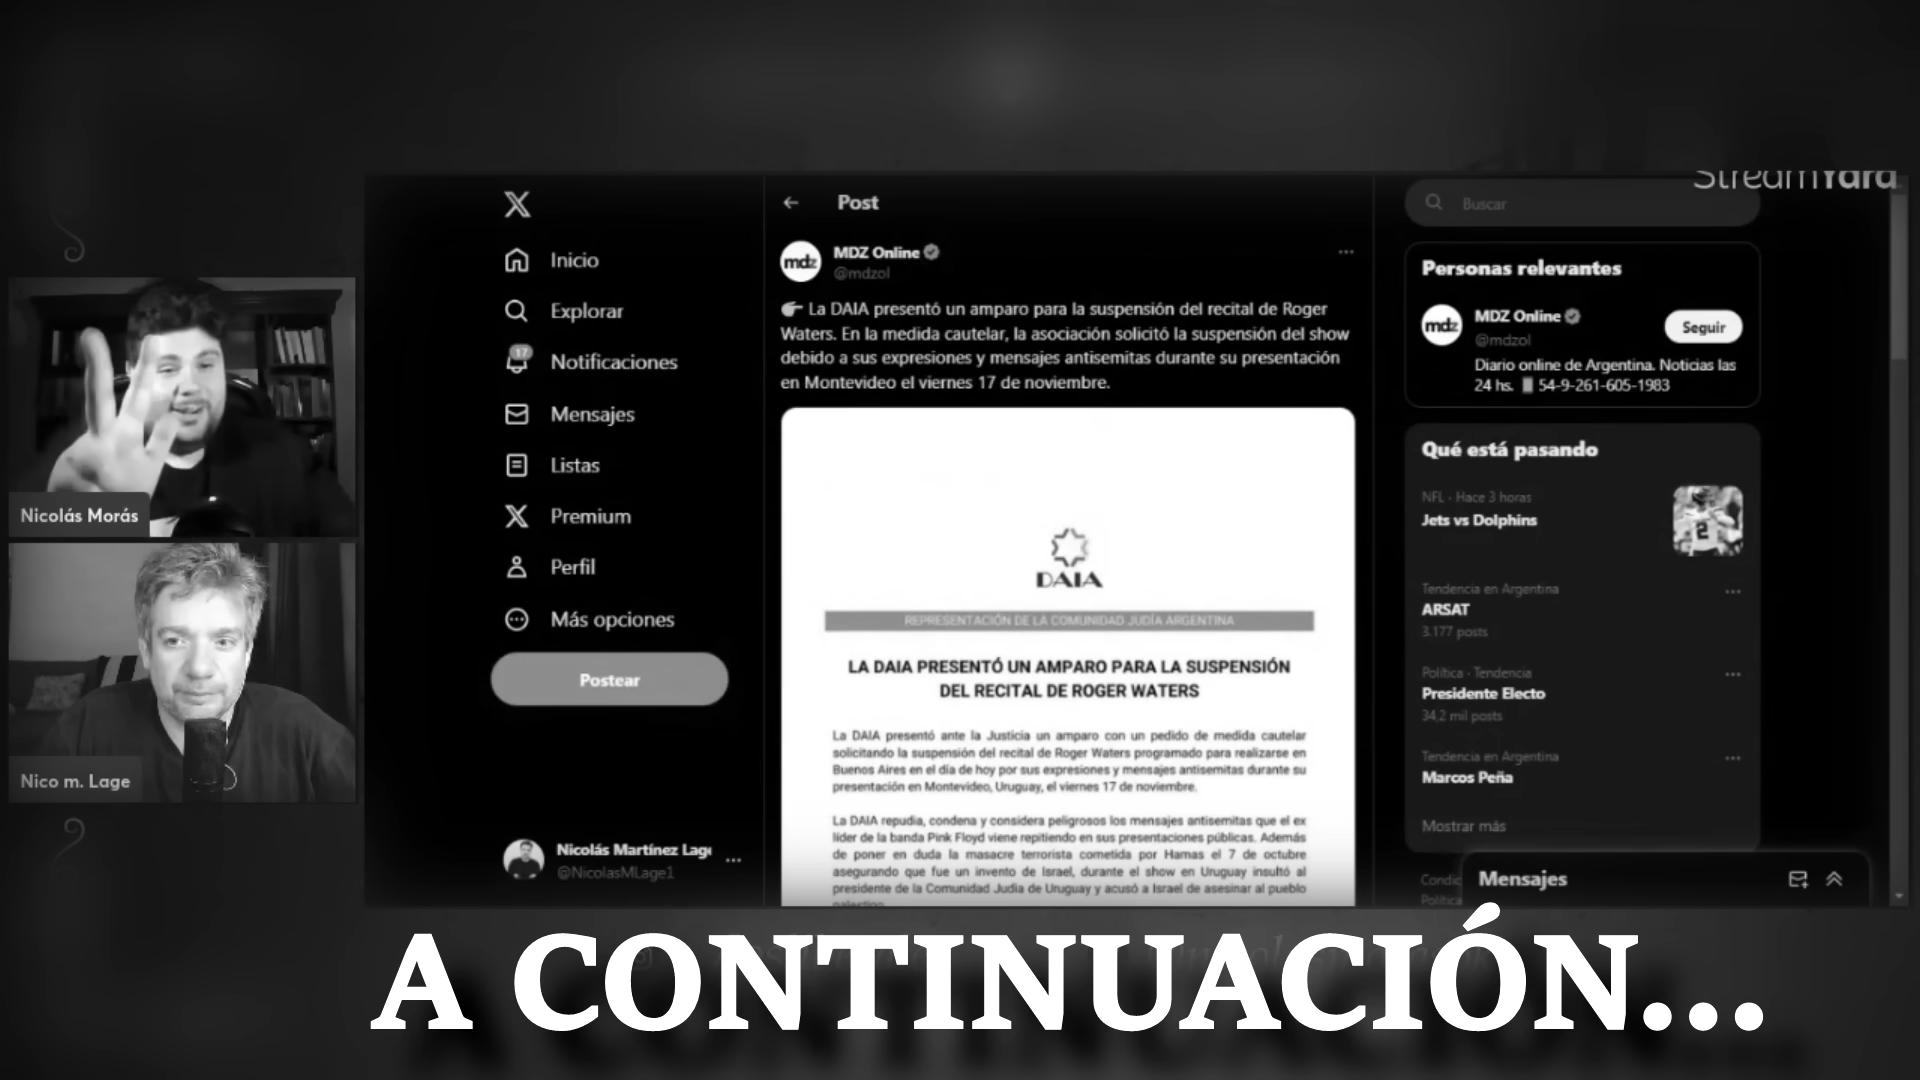 StreamYard
Nicolás Morás
Nico m. Lage
Inicio
Explorar
17
Notificaciones
Mensajes
Listas
Premium
Perfil
Más opciones
Postear
Nicolás Martínez Lage
@NicolasMLage1
Post
mdz
MDZ Online
@mdzol
La DAIA presentó un amparo para la suspensión del recital de Roger
Waters. En la medida cautelar, la asociación solicitó la suspensión del show
debido a sus expresiones y mensajes antisemitas durante su presentación
en Montevideo el viernes 17 de noviembre.
DAIA
REPRESENTACIÓN DE LA COMUNIDAD JUDÍA ARGENTINA
LA DAIA PRESENTÓ UN AMPARO PARA LA SUSPENSIÓN
DEL RECITAL DE ROGER WATERS
La DAIA presentó ante la Justicia un amparo con un pedido de medida cautelar
solicitando la suspensión del recital de Roger Waters programado para realizarse en
Buenos Aires en el día de hoy por sus expresiones y mensajes antisemitas durante su
presentación en Montevideo, Uruguay, el viernes 17 de noviembre.
La DAIA repudia, condena y considera peligrosos los mensajes antisemitas que el ex
líder de la banda Pink Floyd viene repitiendo en sus presentaciones públicas. Además
de poner en duda la masacre terrorista cometida por Hamas el 7 de octubre
asegurando que fue un invento de Israel, durante el show en Uruguay insultó al
presidente de la Comunidad Judía de Uruguay y acusó a Israel de asesinar al pueblo
palestino
Buscar
Personas relevantes
mdz
MDZ Online
@mdzol
Seguir
Diario online de Argentina. Noticias las
24 hs. 54-9-261-605-1983
Qué está pasando
NFL · Hace 3 horas
Jets vs Dolphins
2
Tendencia en Argentina
ARSAT
3.177 posts
Política · Tendencia
Presidente Electo
34,2 mil posts
Tendencia en Argentina
Marcos Peña
Mostrar más
Condic
Política
Mensajes
A CONTINUACIÓN...